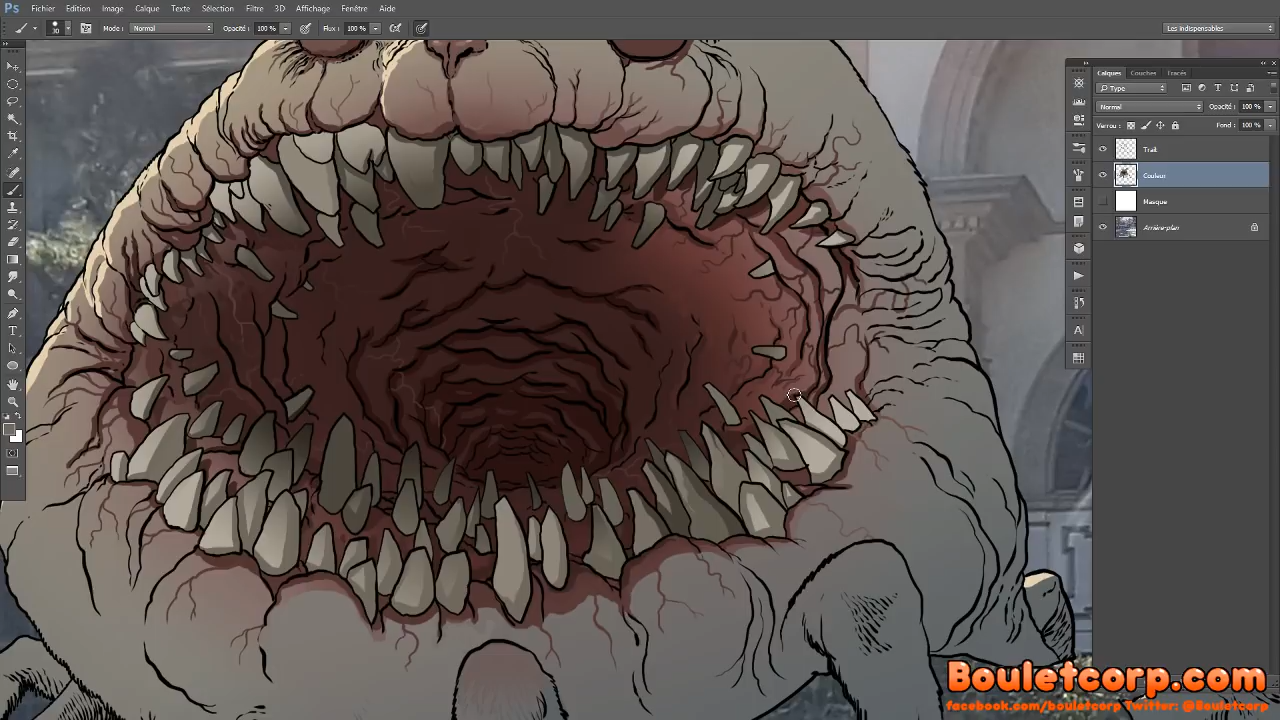 Ps Fichier Edition Image Calque Texte Sélection Filtre 3D Affichage Fenêtre Aide
30 Mode : Normal Opacité : 100 % Flux : 100 % Les indispensables
Calques Couches Tracés
Type
Normal Opacité : 100 %
Verrou : Fond : 100 %
Trait
Couleur
Masque
Arrière-plan
Bouletcorp.com
facebook.com/bouletcorp Twitter: @Bouletcorp